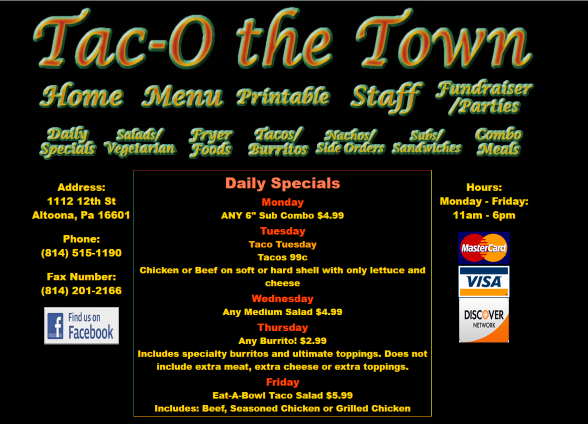 Tac-O the Town
Home Menu Printable Staff Fundraiser
/Parties
Daily
Specials
Salads/
Vegetarian
Fryer
Foods
Tacos/
Burritos
Nachos/
Side Orders
Subs/
Sandwiches
Combo
Meals
Address:
1112 12th St
Altoona, Pa 16601
Phone:
(814) 515-1190
Fax Number:
(814) 201-2166
Find us on
Facebook
Daily Specials
Monday
ANY 6" Sub Combo $4.99
Tuesday
Taco Tuesday
Tacos 99c
Chicken or Beef on soft or hard shell with only lettuce and
cheese
Wednesday
Any Medium Salad $4.99
Thursday
Any Burrito! $2.99
Includes specialty burritos and ultimate toppings. Does not
include extra meat, extra cheese or extra toppings.
Friday
Eat-A-Bowl Taco Salad $5.99
Includes: Beef, Seasoned Chicken or Grilled Chicken
Hours:
Monday - Friday:
11am - 6pm
MasterCard
VISA
DISCOVER
NETWORK